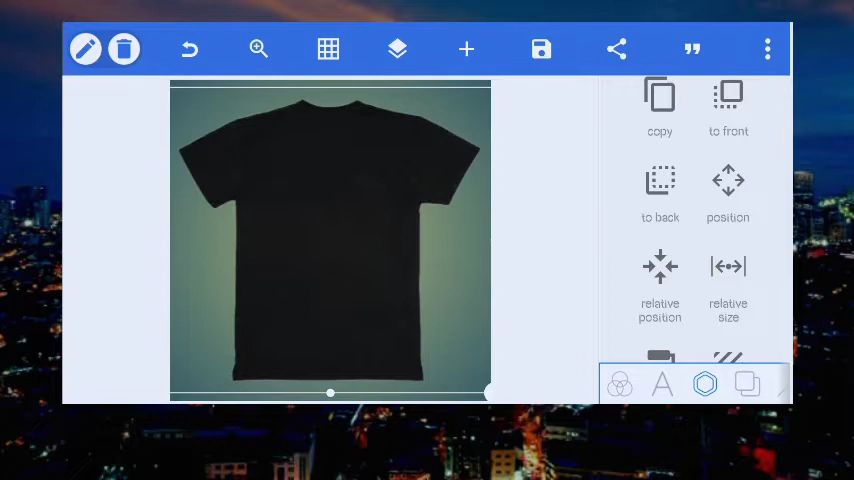 copy
to front
to back
position
relative
position
relative
size